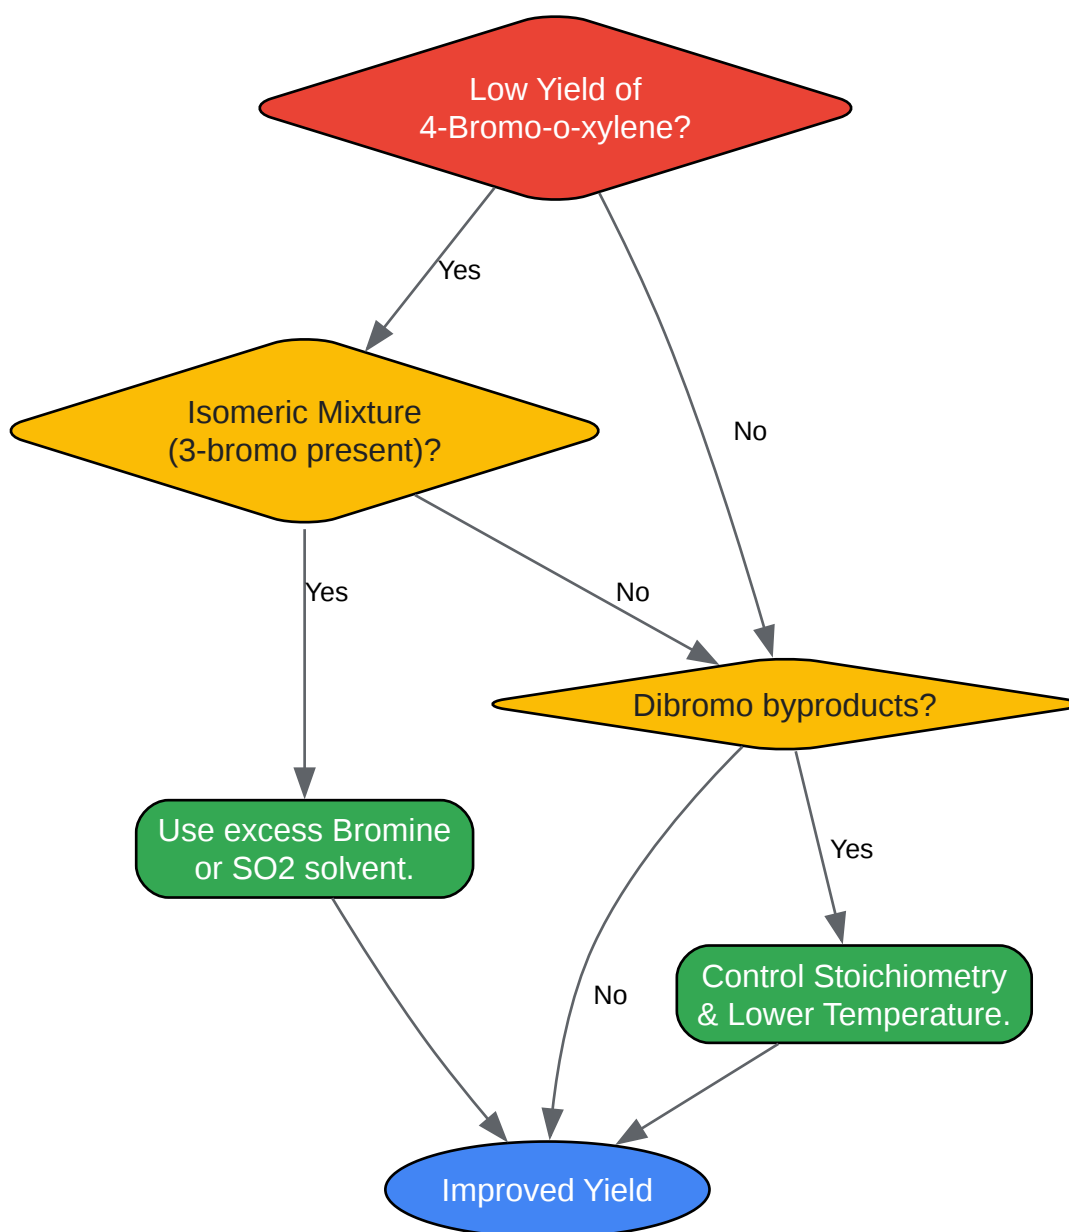 Low Yield of
4-Bromo-o-xylene?
Yes
Isomeric Mixture
(3-bromo present)?
No
Yes
No
Dibromo byproducts?
Use excess Bromine
or SO2 solvent.
Yes
Control Stoichiometry
& Lower Temperature.
No
Improved Yield